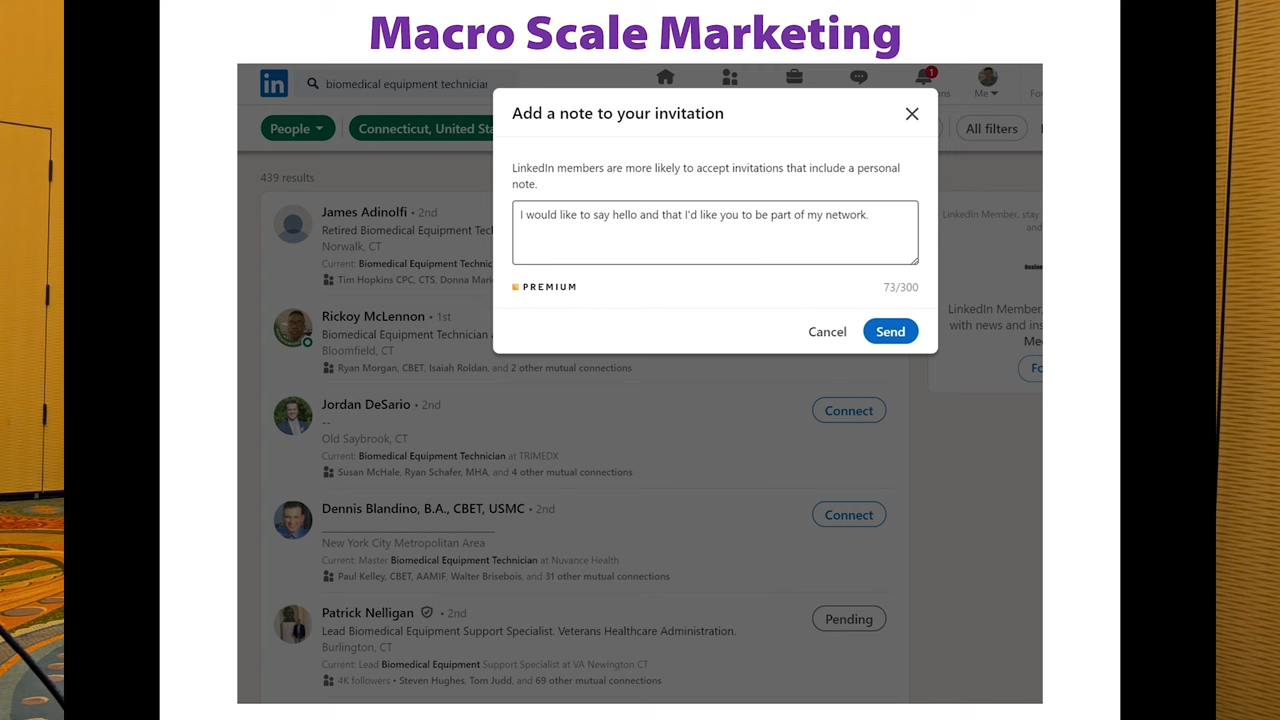 Macro Scale Marketing
in
biomedical equipment technician
1
Me
People
Connecticut, United Sta
All filters
439 results
Add a note to your invitation
LinkedIn members are more likely to accept invitations that include a personal
note.
I would like to say hello and that I'd like you to be part of my network.
PREMIUM
73/300
Cancel
Send
James Adinolfi • 2nd
Retired Biomedical Equipment Tec
Norwalk, CT
Current: Biomedical Equipment Technic
Tim Hopkins CPC, CTS, Donna Mari
Rickoy McLennon • 1st
Biomedical Equipment Technician
Bloomfield, CT
Ryan Morgan, CBET, Isaiah Roldan, and 2 other mutual connections
Jordan DeSario • 2nd
--
Old Saybrook, CT
Current: Biomedical Equipment Technician at TRIMEDX
Susan McHale, Ryan Schafer, MHA, and 4 other mutual connections
Connect
Dennis Blandino, B.A., CBET, USMC • 2nd
New York City Metropolitan Area
Current: Master Biomedical Equipment Technician at Nuvance Health
Paul Kelley, CBET, AAMIF, Walter Brisebois, and 31 other mutual connections
Connect
Patrick Nelligan • 2nd
Lead Biomedical Equipment Support Specialist. Veterans Healthcare Administration.
Burlington, CT
Current: Lead Biomedical Equipment Support Specialist at VA Newington CT
4K followers • Steven Hughes, Tom Judd, and 69 other mutual connections
Pending
LinkedIn Member, stay
and
LinkedIn Member,
with news and ins
Me
Fo